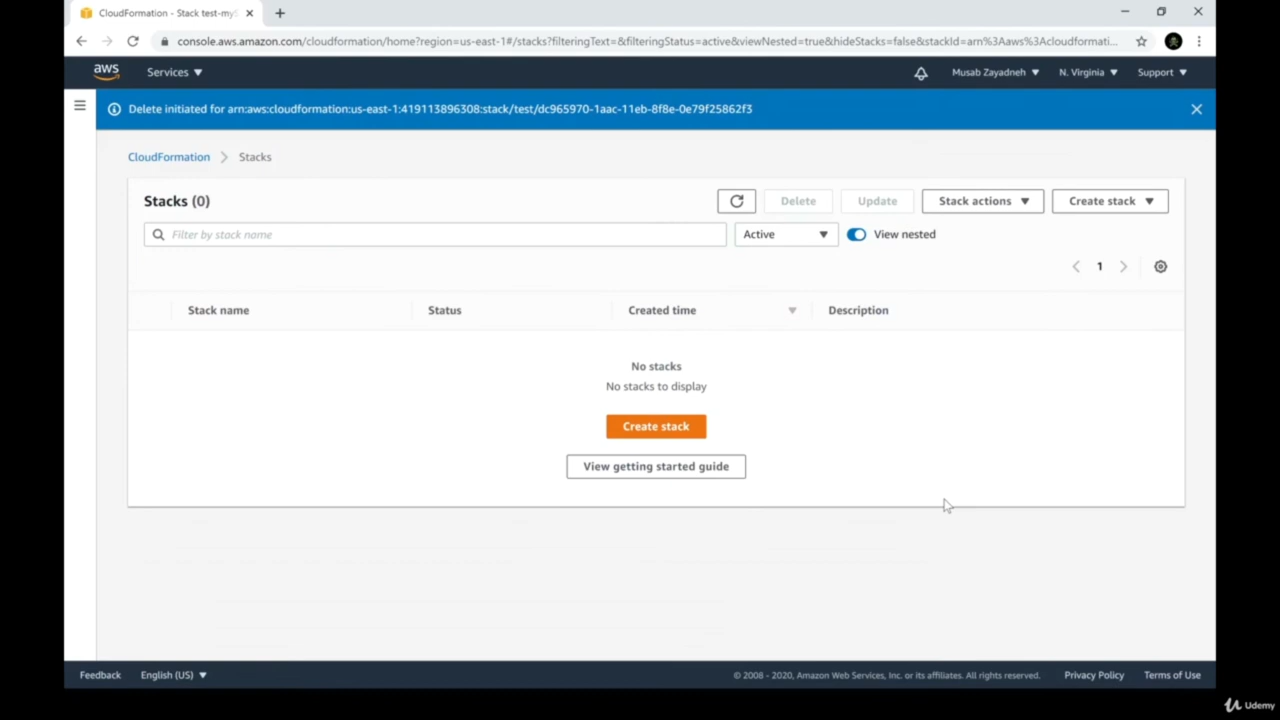 CloudFormation - Stack test-myS
console.aws.amazon.com/cloudformation/home?region=us-east-1#/stacks?filteringText=&filteringStatus=active&viewNested=true&hideStacks=false&stackId=arn%3Aaws%3Acloudformati...
aws Services Musab Zayadneh N. Virginia Support
Delete initiated for arn:aws:cloudformation:us-east-1:419113896308:stack/test/dc965970-1aac-11eb-8f8e-0e79f25862f3
CloudFormation > Stacks
Stacks (0) Delete Update Stack actions Create stack
Filter by stack name Active View nested
1
Stack name Status Created time Description
No stacks
No stacks to display
Create stack
View getting started guide
Feedback English (US) © 2008 - 2020, Amazon Web Services, Inc. or its affiliates. All rights reserved. Privacy Policy Terms of Use
Udemy